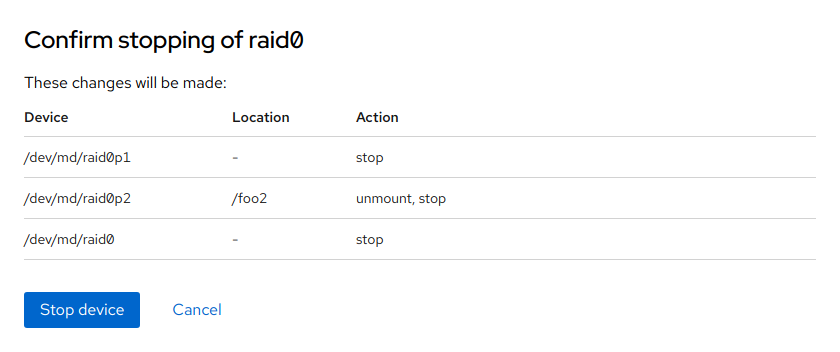 Confirm stopping of raid0
These changes will be made:
Device Location Action
/dev/md/raid0p1 - stop
/dev/md/raid0p2 /foo2 unmount, stop
/dev/md/raid0 - stop
Stop device Cancel